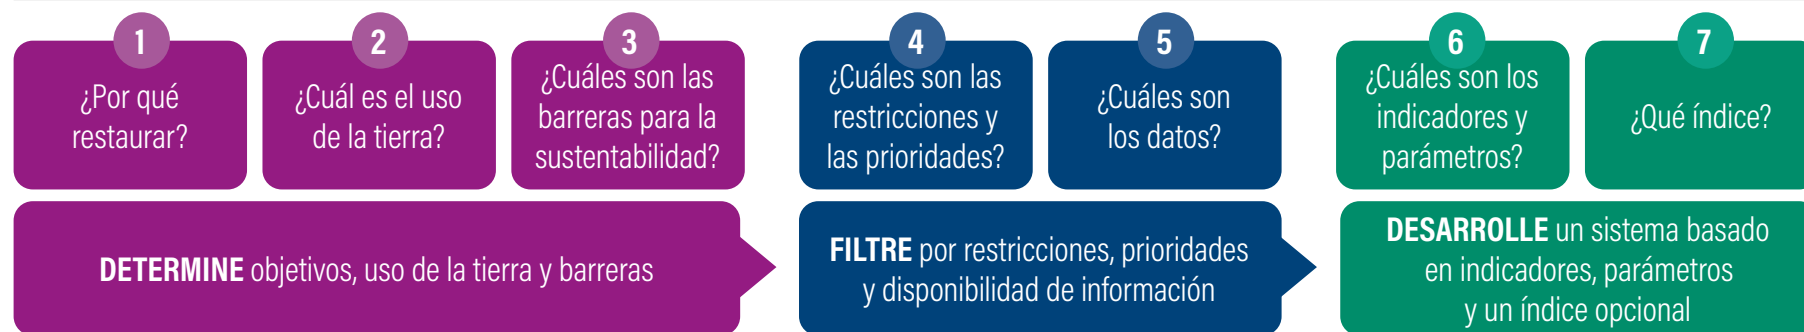 1
¿Por qué
restaurar?
2
¿Cuál es el uso
de la tierra?
3
¿Cuáles son las
barreras para la
sustentabilidad?
4
¿Cuáles son las
restricciones y
las prioridades?
5
¿Cuáles son
los datos?
6
¿Cuáles son los
indicadores y
parámetros?
7
¿Qué índice?
DETERMINE objetivos, uso de la tierra y barreras
FILTRE por restricciones, prioridades
y disponibilidad de información
DESARROLLE un sistema basado
en indicadores, parámetros
y un índice opcional